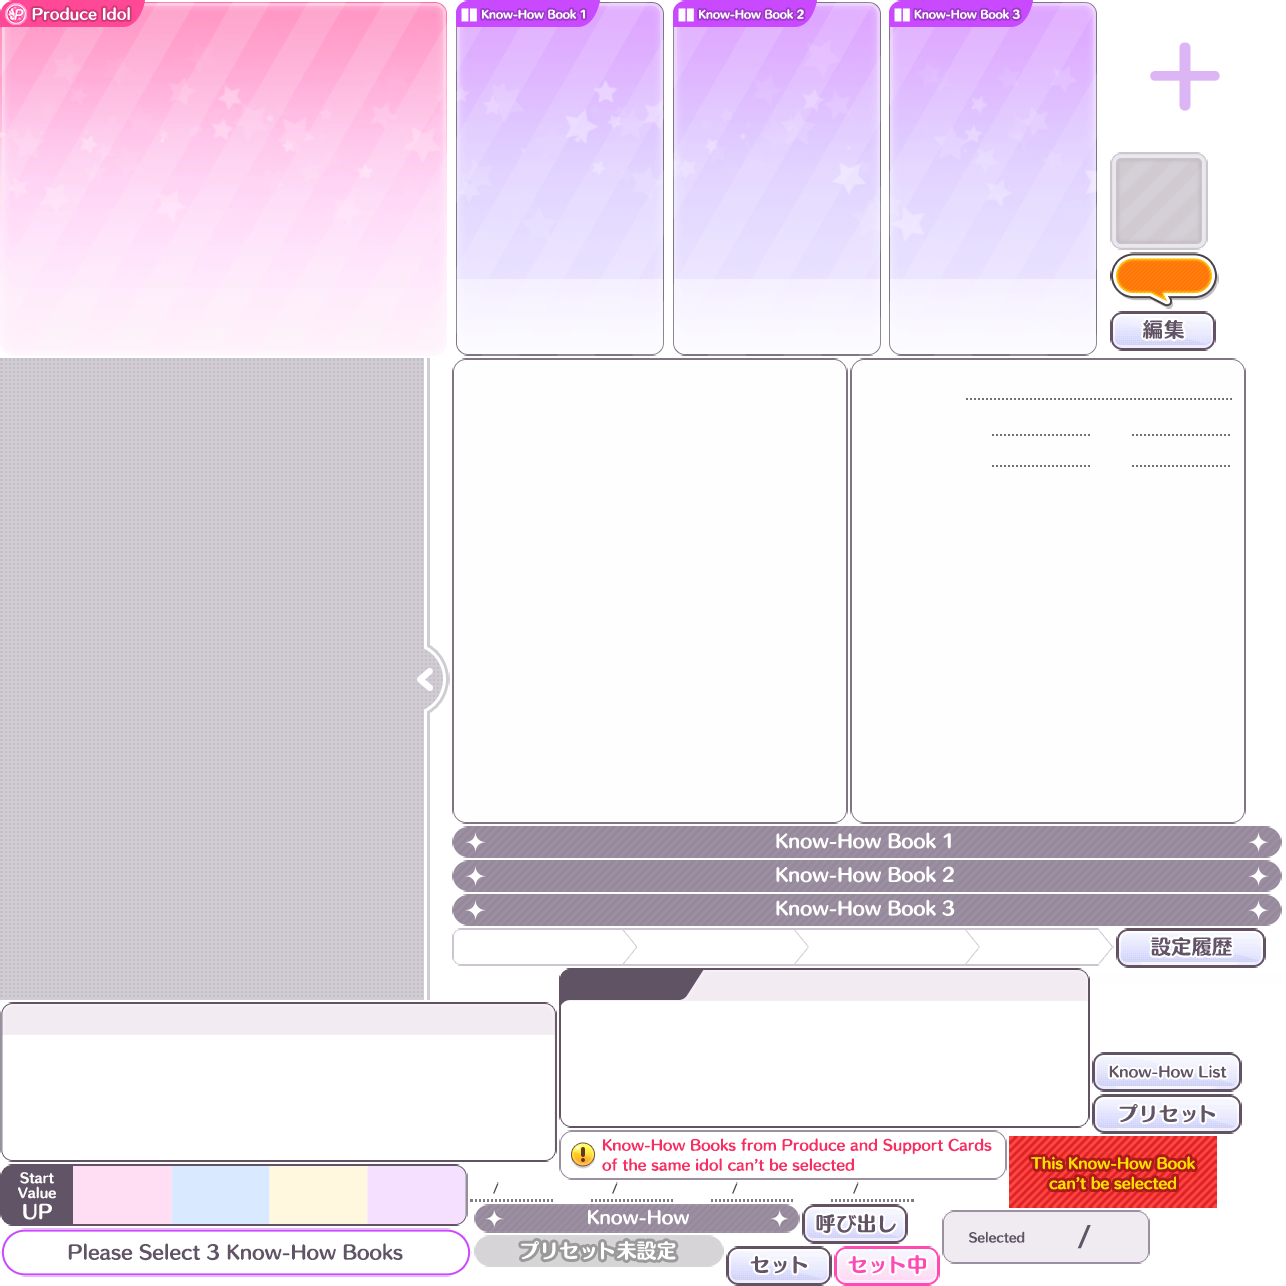 Produce Idol
Know-How Book 1
Know-How Book 2
Know-How Book 3
編集
Know-How Book 1
Know-How Book 2
Know-How Book 3
設定履歴
Know-How List
プリセット
Know-How Books from Produce and Support Cards
of the same idol can't be selected
This Know-How Book
can't be selected
Start
Value
UP
/ / / /
Know-How
呼び出し
Selected /
プリセット未設定
Please Select 3 Know-How Books
セット
セット中